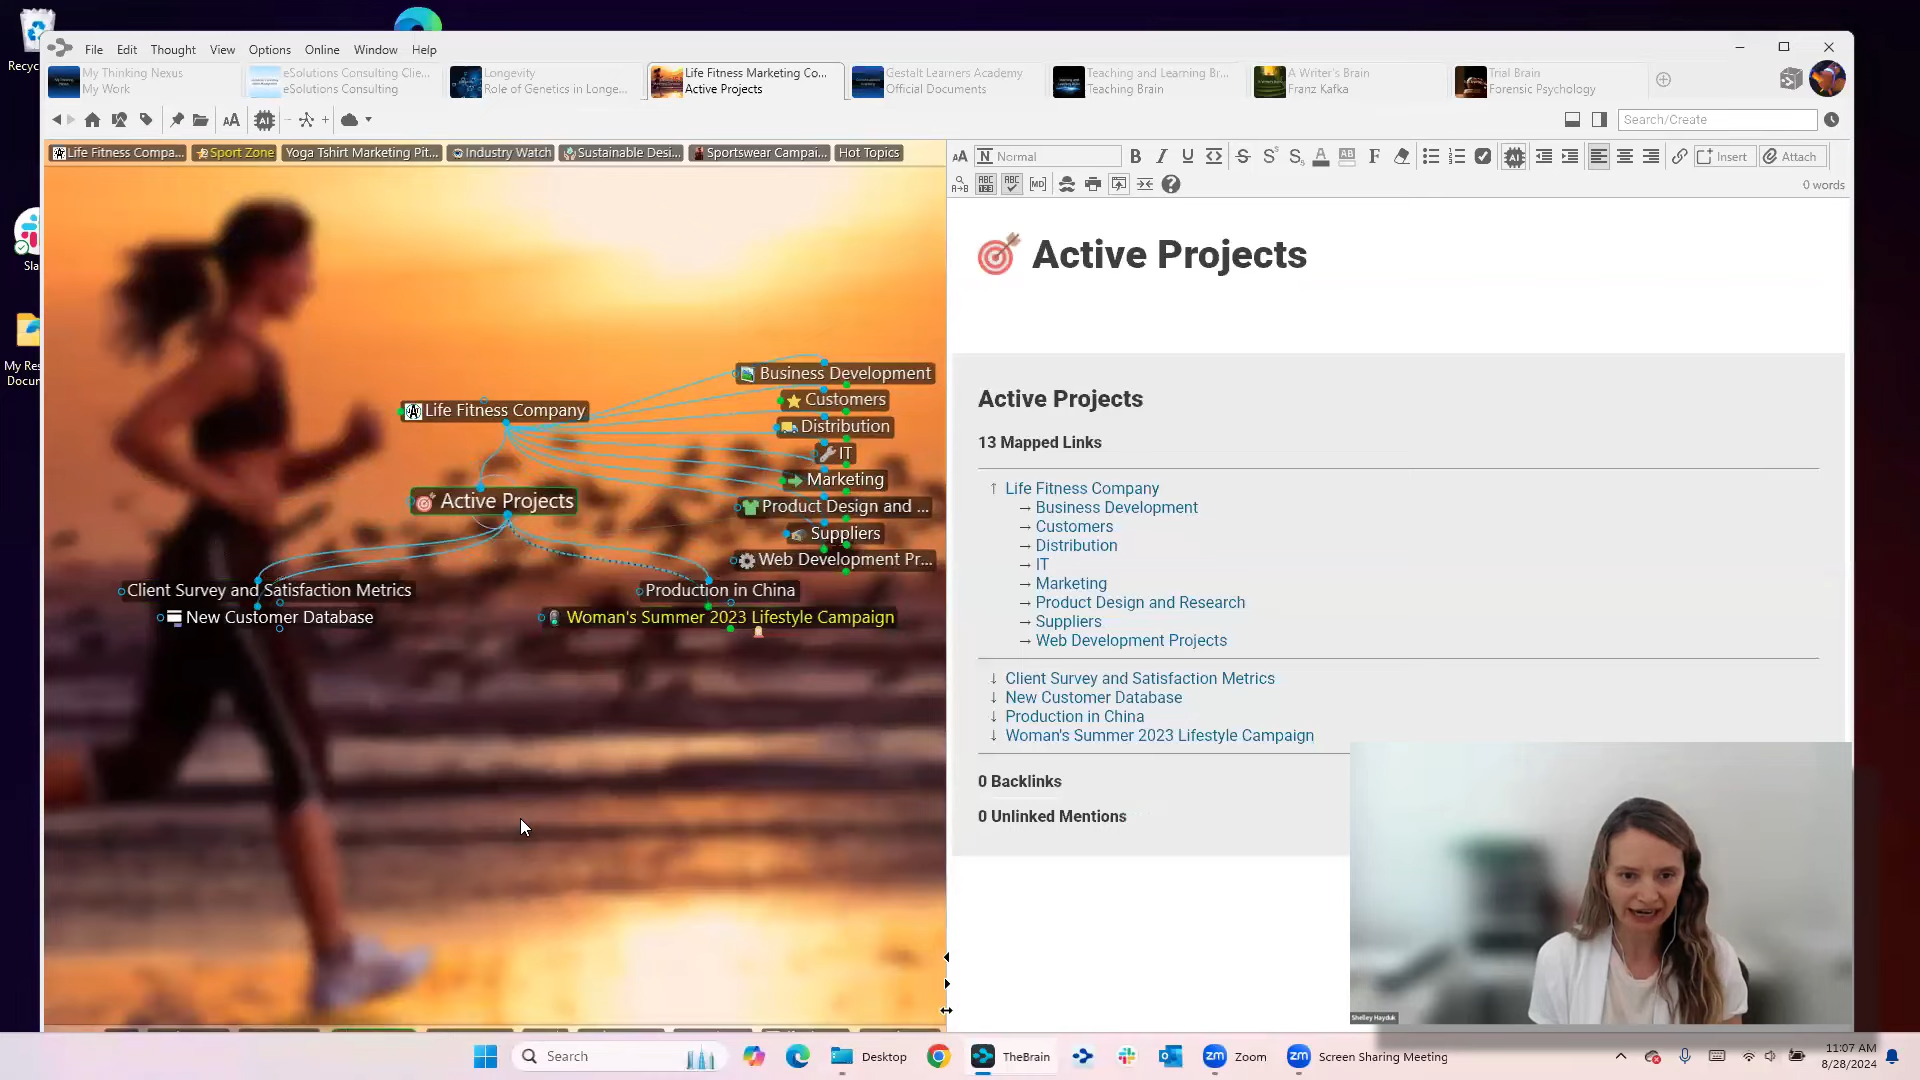 Recyc
Sla
My Res
Docum
File Edit Thought View Options Online Window Help
My Thinking Nexus
My Work
eSolutions Consulting Clie...
eSolutions Consulting
Longevity
Role of Genetics in Longe...
Life Fitness Marketing Co...
Active Projects
Gestalt Learners Academy
Official Documents
Teaching and Learning Br...
Teaching Brain
A Writer's Brain
Franz Kafka
Trial Brain
Forensic Psychology
Search/Create
Life Fitness Compa... Sport Zone Yoga Tshirt Marketing Pit... Industry Watch Sustainable Desi... Sportswear Campai... Hot Topics
Normal
Insert Attach
0 words
Life Fitness Company
Active Projects
Business Development
Customers
Distribution
IT
Marketing
Product Design and ...
Suppliers
Web Development Pr...
Client Survey and Satisfaction Metrics
New Customer Database
Production in China
Woman's Summer 2023 Lifestyle Campaign
Active Projects
Active Projects
13 Mapped Links
↑ Life Fitness Company
→ Business Development
→ Customers
→ Distribution
→ IT
→ Marketing
→ Product Design and Research
→ Suppliers
→ Web Development Projects
↓ Client Survey and Satisfaction Metrics
↓ New Customer Database
↓ Production in China
↓ Woman's Summer 2023 Lifestyle Campaign
0 Backlinks
0 Unlinked Mentions
Shelley Hayduk
Search
Desktop
TheBrain
Zoom
Screen Sharing Meeting
11:07 AM
8/28/2024